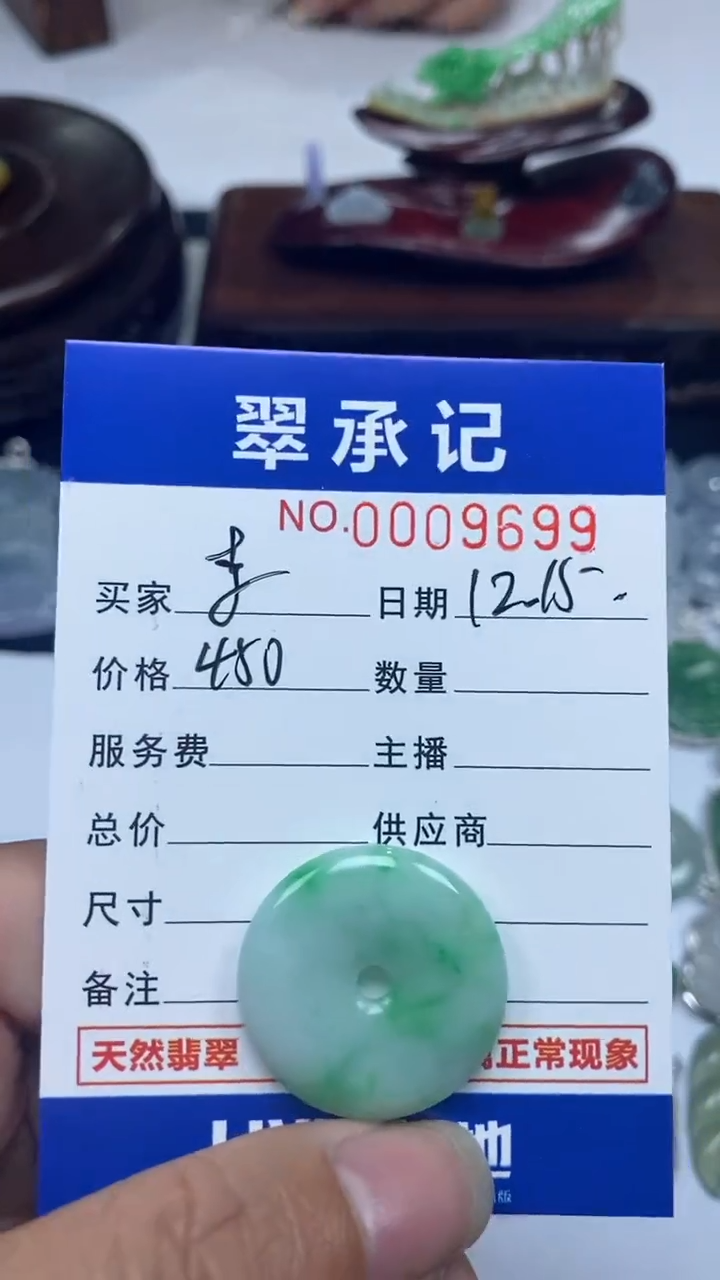 翠承记
NO.0009699
买家 日期 12.15.
价格 480 数量
服务费 主播
总价 供应商
尺寸
备注
天然翡翠 正常现象
地
版